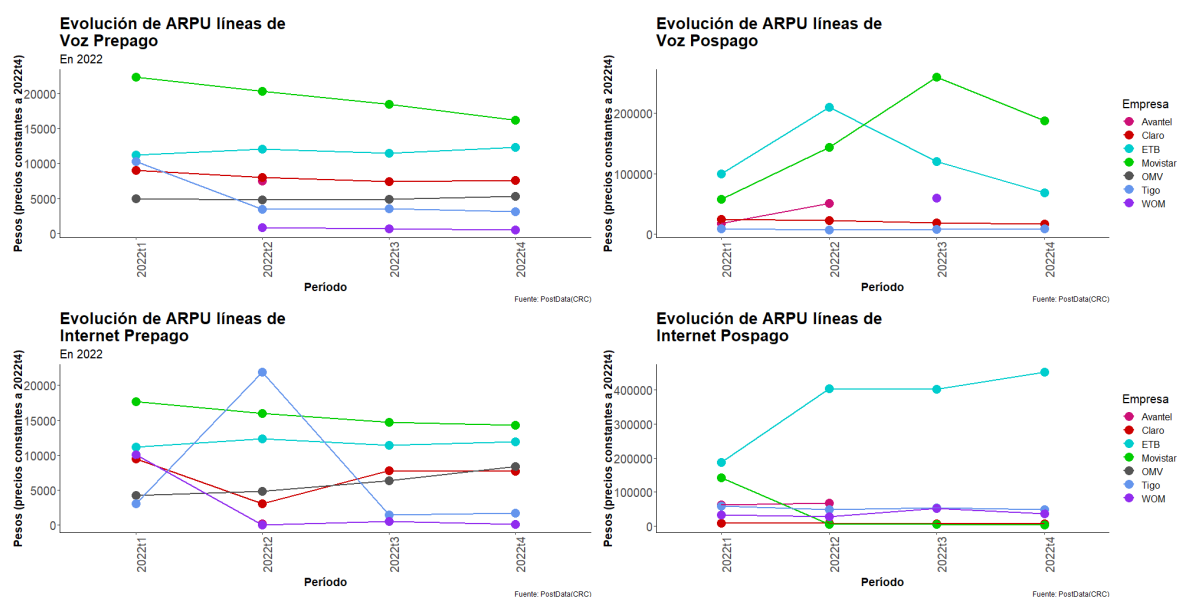 Evolución de ARPU líneas de
Voz Prepago
En 2022
Pesos (precios constantes a 2022t4)
20000
15000
10000
5000
0
2022t1
2022t2
2022t3
2022t4
Período
Fuente: PostData(CRC)
Evolución de ARPU líneas de
Voz Pospago
Pesos (precios constantes a 2022t4)
200000
100000
0
2022t1
2022t2
2022t3
2022t4
Período
Fuente: PostData(CRC)
Empresa
Avantel
Claro
ETB
Movistar
OMV
Tigo
WOM
Evolución de ARPU líneas de
Internet Prepago
En 2022
Pesos (precios constantes a 2022t4)
20000
15000
10000
5000
0
2022t1
2022t2
2022t3
2022t4
Período
Fuente: PostData(CRC)
Evolución de ARPU líneas de
Internet Pospago
Pesos (precios constantes a 2022t4)
400000
300000
200000
100000
0
2022t1
2022t2
2022t3
2022t4
Período
Fuente: PostData(CRC)
Empresa
Avantel
Claro
ETB
Movistar
OMV
Tigo
WOM